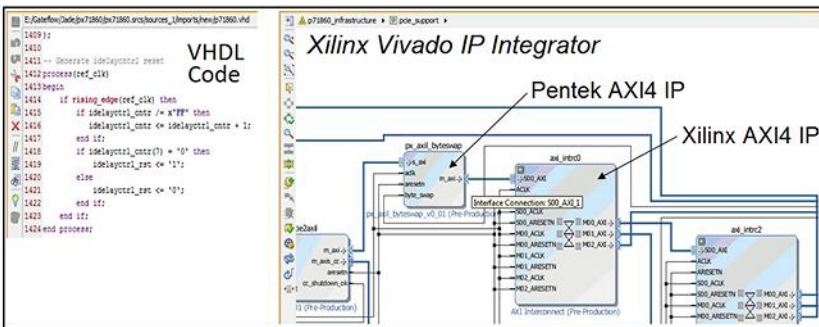 E:/Gateflow/Jade/px71860/px71860.srcs/sources_1/imports/new/p71860.vhd
1409 );
1410
1411 -- Generate idelayctrl reset
1412 process(ref_clk)
1413 begin
1414 if rising_edge(ref_clk) then
1415 if idelayctrl_cntr /= x"FF" then
1416 idelayctrl_cntr <= idelayctrl_cntr + 1;
1417 end if;
1418 if idelayctrl_cntr(7) = '0' then
1419 idelayctrl_rst <= '1';
1420 else
1421 idelayctrl_rst <= '0';
1422 end if;
1423 end if;
1424 end process;
VHDL
Code
p71860_infrastructure
pcie_support
Xilinx Vivado IP Integrator
Pentek AXI4 IP
Xilinx AXI4 IP
px_axil_byteswap
s_axi
aclk
aresetn
byte_swap
m_axi
px_axil_byteswap_v0_01 (Pre-Production)
axi_intrc0
S00_AXI
ACLK
Interface Connection: S00_AXI_1
S00_ACLK
S00_ARESETN
M00_ACLK
M00_ARESETN
M01_ACLK
M01_ARESETN
M02_ACLK
M02_ARESETN
M00_AXI
M01_AXI
M02_AXI
AXI Interconnect (Pre-Production)
m_axi
m_axis_cc
aresetn
cc_shutdown_ok
01 (Pre-Production)
axi_intrc2
S00_AXI
ACLK
ARESETN
S00_ACLK
S00_ARESETN
M00_ACLK
M00_ARESETN
M00_AXI
M01_AXI
M02_AXI